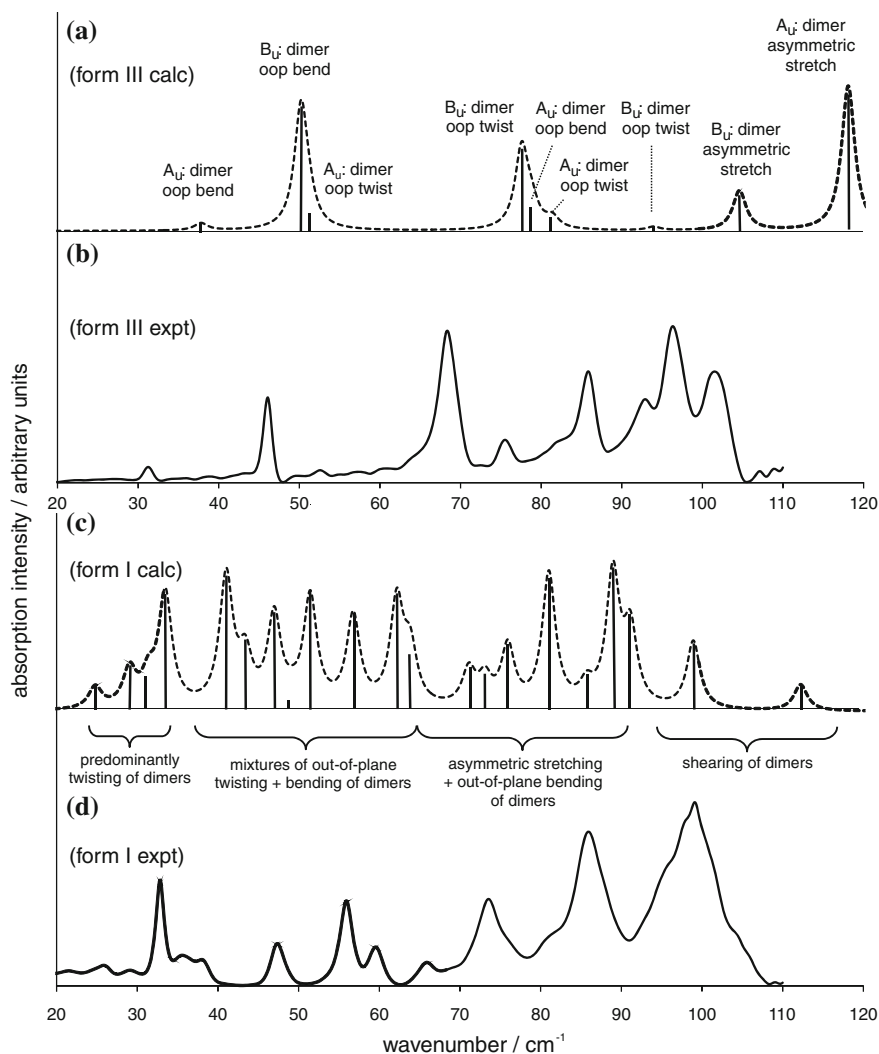 (a)
(form III calc)
Au: dimer
oop bend
Bu: dimer
oop bend
Au: dimer
oop twist
Bu: dimer
oop twist
Au: dimer
oop bend
Au: dimer
oop twist
Bu: dimer
oop twist
Bu: dimer
asymmetric
stretch
Au: dimer
asymmetric
stretch
(b)
(form III expt)
20 30 40 50 60 70 80 90 100 110 120
absorption intensity / arbitrary units
(c)
(form I calc)
predominantly
twisting of dimers
mixtures of out-of-plane
twisting + bending of dimers
asymmetric stretching
+ out-of-plane bending
of dimers
shearing of dimers
(d)
(form I expt)
20 30 40 50 60 70 80 90 100 110 120
wavenumber / cm-1